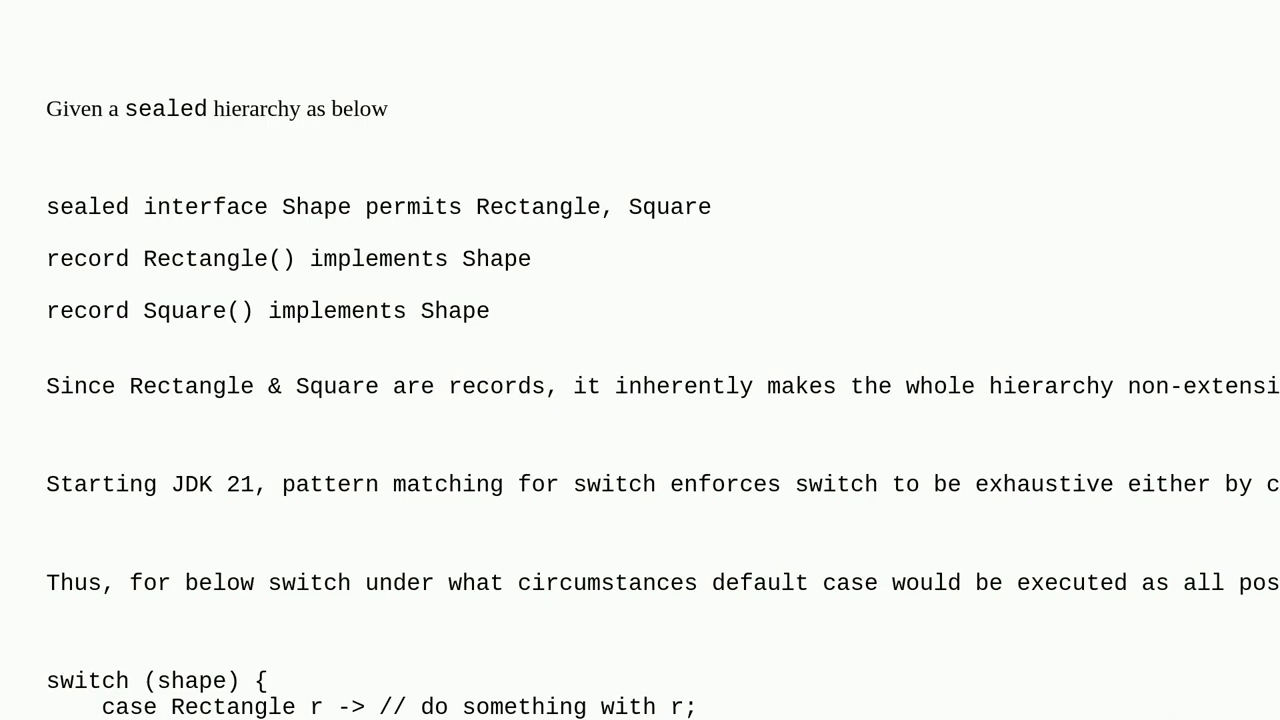 Given a sealed hierarchy as below
sealed interface Shape permits Rectangle, Square
record Rectangle() implements Shape
record Square() implements Shape
Since Rectangle & Square are records, it inherently makes the whole hierarchy non-extensi
Starting JDK 21, pattern matching for switch enforces switch to be exhaustive either by c
Thus, for below switch under what circumstances default case would be executed as all pos
switch (shape) {
    case Rectangle r -> // do something with r;